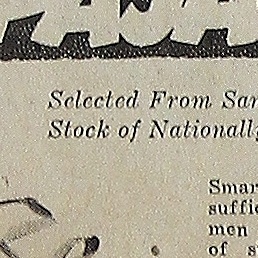 Selected From San
Stock of Nationally
Smar
suffic
men
of s